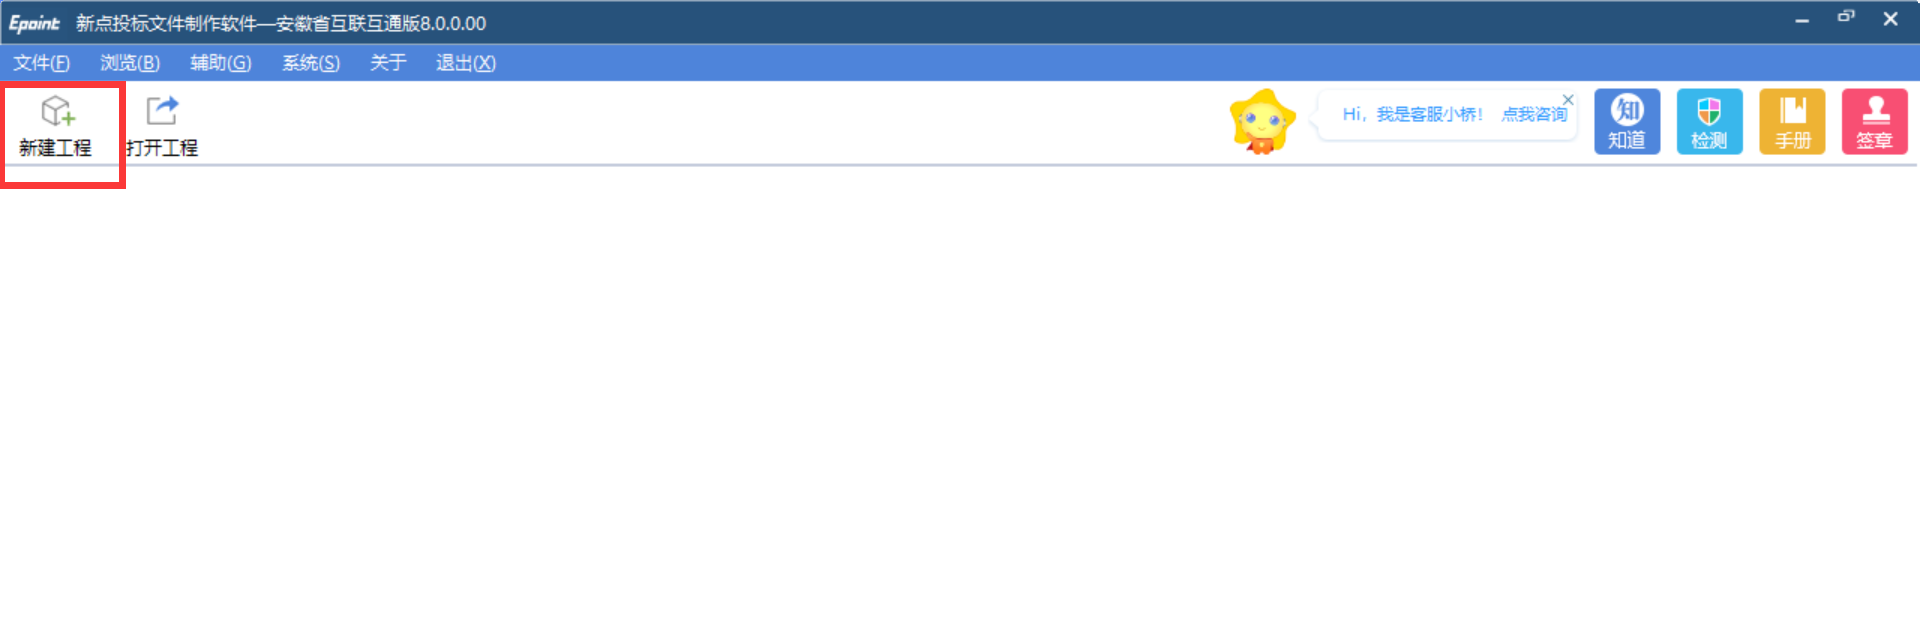 Epoint 新点投标文件制作软件—安徽省互联互通版8.0.0.00
文件(F) 浏览(B) 辅助(G) 系统(S) 关于 退出(X)
新建工程 打开工程
Hi，我是客服小桥！ 点我咨询
知 知道
检测
手册
签章